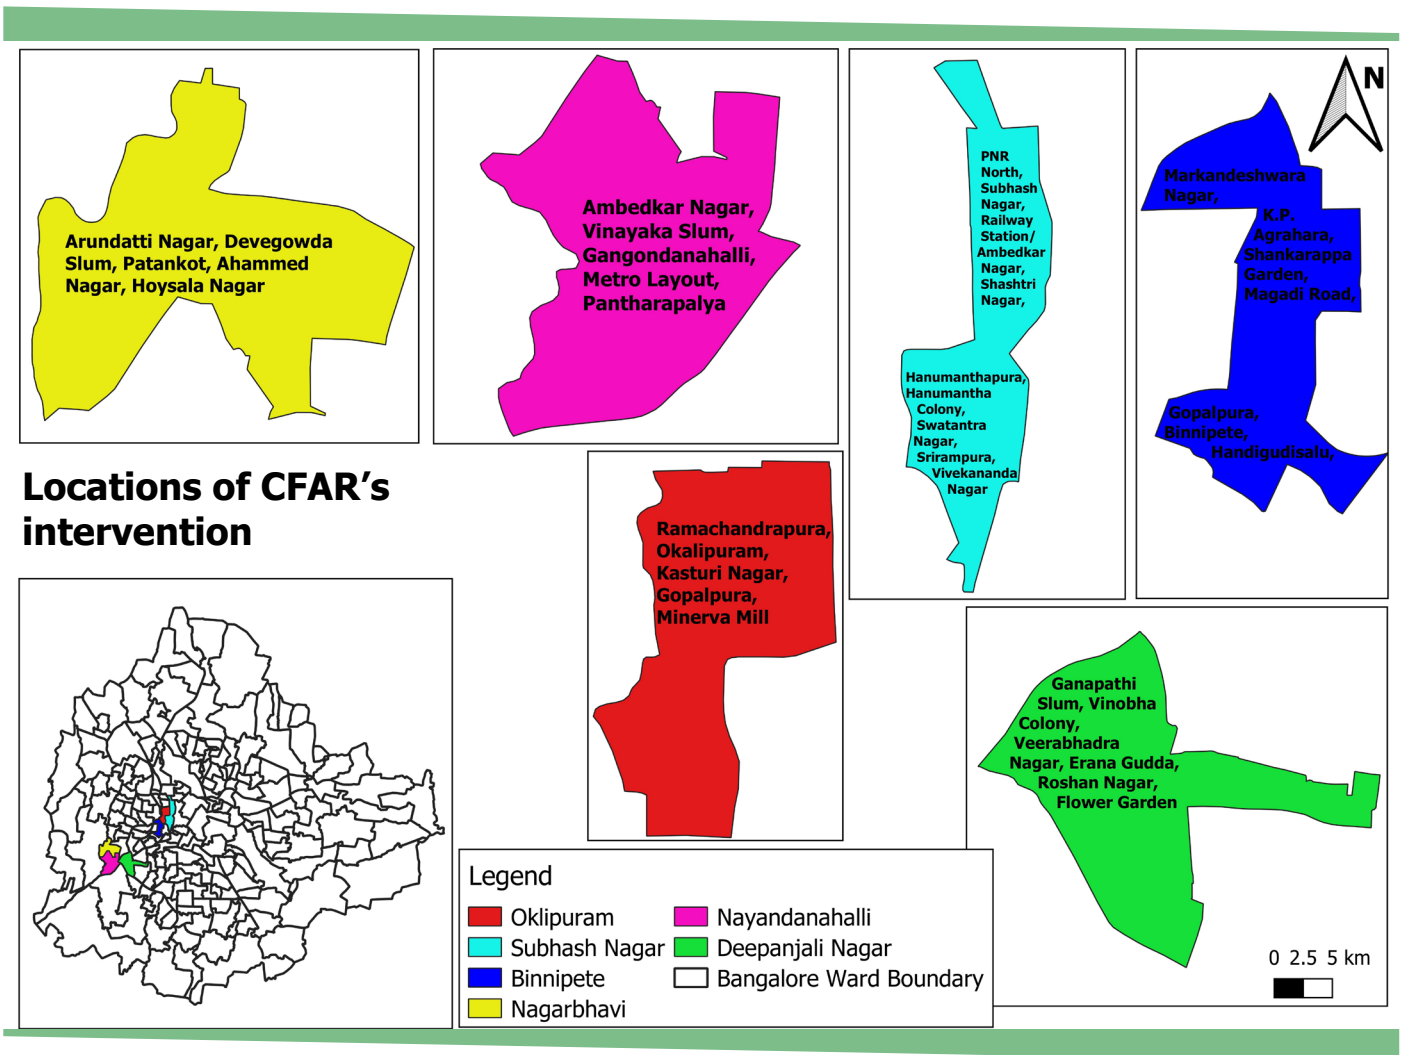 Arundatti Nagar, Devegowda
Slum, Patankot, Ahammed
Nagar, Hoysala Nagar
Ambedkar Nagar,
Vinayaka Slum,
Gangondanahalli,
Metro Layout,
Pantharapalya
PNR
North,
Subhash
Nagar,
Railway
Station/
Ambedkar
Nagar,
Shashtri
Nagar,
Hanumanthapura,
Hanumantha
Colony,
Swatantra
Nagar,
Srirampura,
Vivekananda
Nagar
N
Markandeshwara
Nagar,
K.P.
Agrahara,
Shankarappa
Garden,
Magadi Road,
Gopalpura,
Binnipete,
Handigudisalu,
Locations of CFAR’s
intervention
Ramachandrapura,
Okalipuram,
Kasturi Nagar,
Gopalpura,
Minerva Mill
Ganapathi
Slum, Vinobha
Colony,
Veerabhadra
Nagar, Erana Gudda,
Roshan Nagar,
Flower Garden
0 2.5 5 km
Legend
Oklipuram
Subhash Nagar
Binnipete
Nagarbhavi
Nayandanahalli
Deepanjali Nagar
Bangalore Ward Boundary